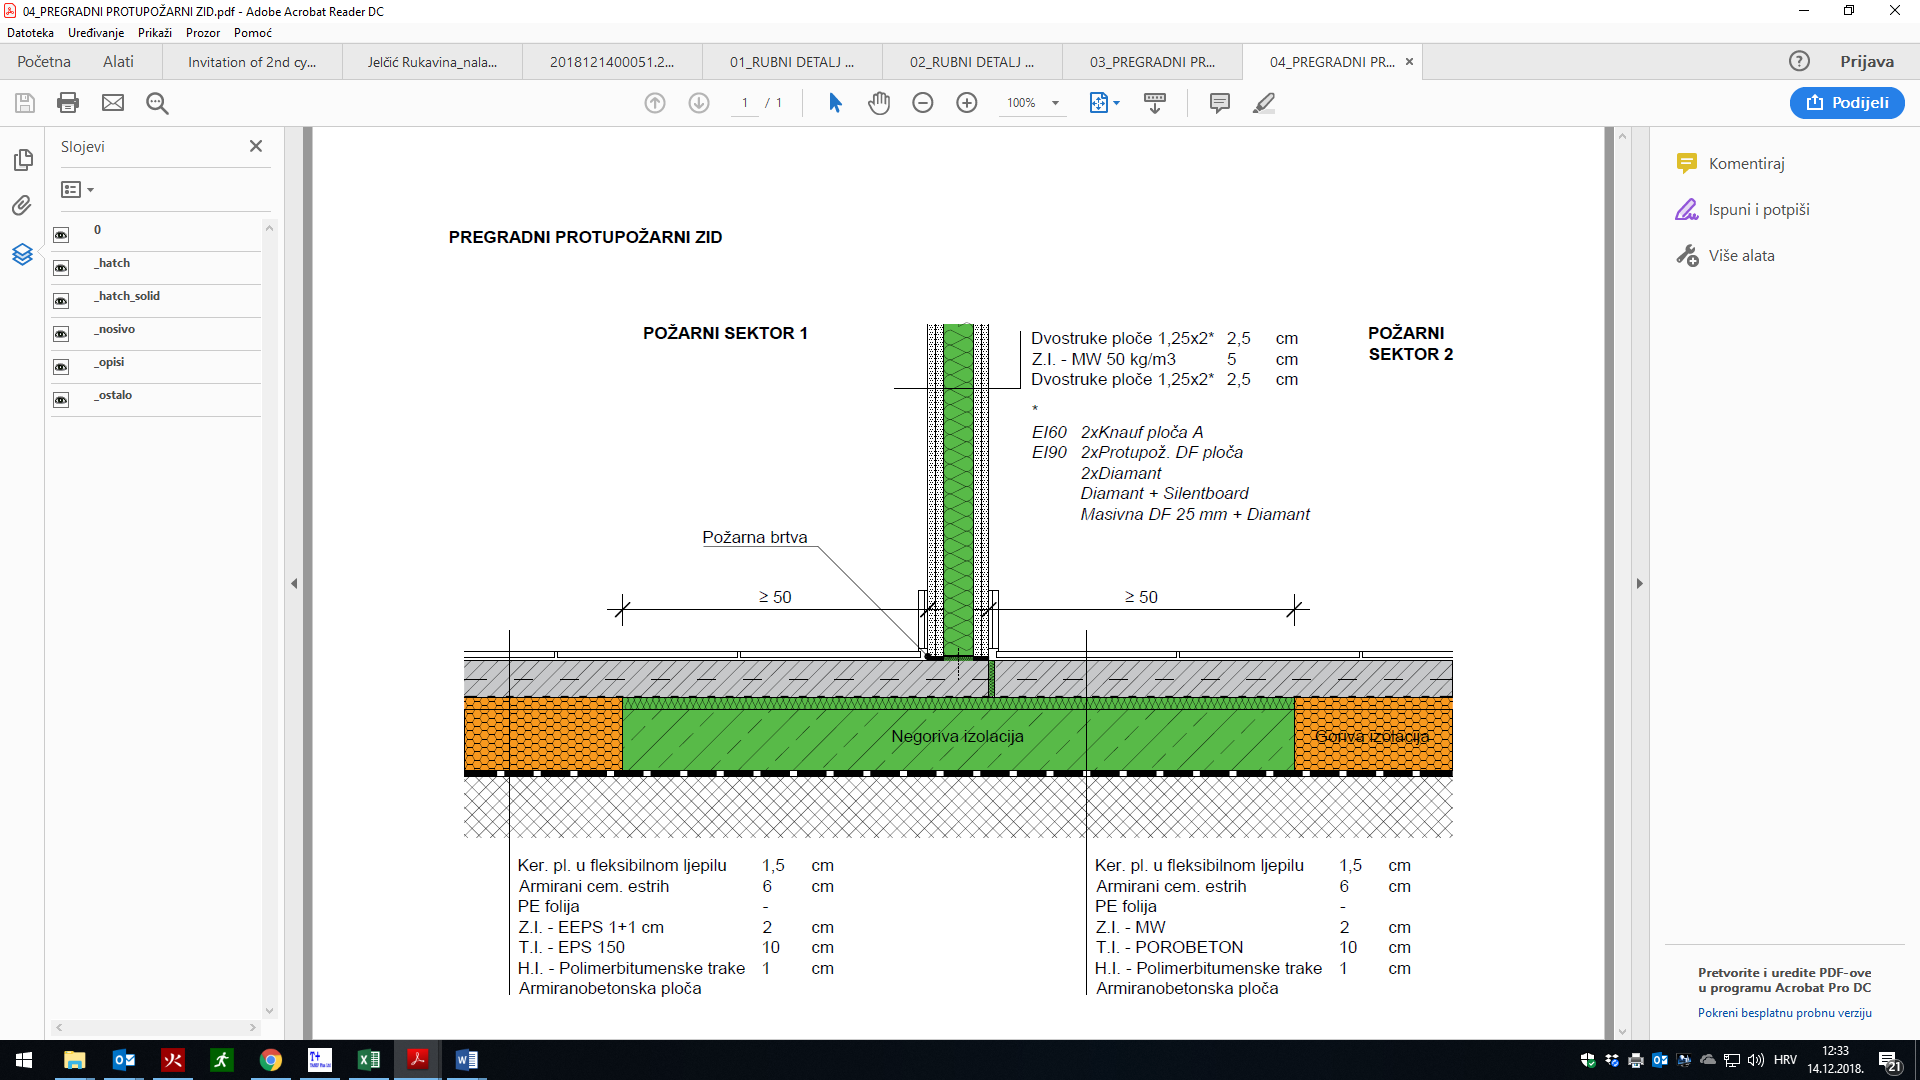 04_PREGRADNI PROTUPOŽARNI ZID.pdf - Adobe Acrobat Reader DC
Datoteka Uređivanje Prikaži Prozor Pomoć
Početna Alati Invitation of 2nd cy... Jelčić Rukavina_nala... 2018121400051.2... 01_RUBNI DETALJ ... 02_RUBNI DETALJ ... 03_PREGRADNI PR... 04_PREGRADNI PR... Prijava
1 / 1 100% Podijeli
Slojevi
0
_hatch
_hatch_solid
_nosivo
_opisi
_ostalo
PREGRADNI PROTUPOŽARNI ZID
POŽARNI SEKTOR 1
Dvostruke ploče 1,25x2* 2,5 cm
Z.I. - MW 50 kg/m3 5 cm
Dvostruke ploče 1,25x2* 2,5 cm
POŽARNI
SEKTOR 2
*
EI60 2xKnauf ploča A
EI90 2xProtupož. DF ploča
2xDiamant
Diamant + Silentboard
Masivna DF 25 mm + Diamant
Požarna brtva
≥ 50 ≥ 50
Negoriva izolacija Goriva izolacija
Ker. pl. u fleksibilnom ljepilu 1,5 cm
Armirani cem. estrih 6 cm
PE folija -
Z.I. - EEPS 1+1 cm 2 cm
T.I. - EPS 150 10 cm
H.I. - Polimerbitumenske trake 1 cm
Armiranobetonska ploča
Ker. pl. u fleksibilnom ljepilu 1,5 cm
Armirani cem. estrih 6 cm
PE folija -
Z.I. - MW 2 cm
T.I. - POROBETON 10 cm
H.I. - Polimerbitumenske trake 1 cm
Armiranobetonska ploča
Komentiraj
Ispuni i potpiši
Više alata
Pretvorite i uredite PDF-ove
u programu Acrobat Pro DC
Pokreni besplatnu probnu verziju
HRV 12:33
14.12.2018. 21